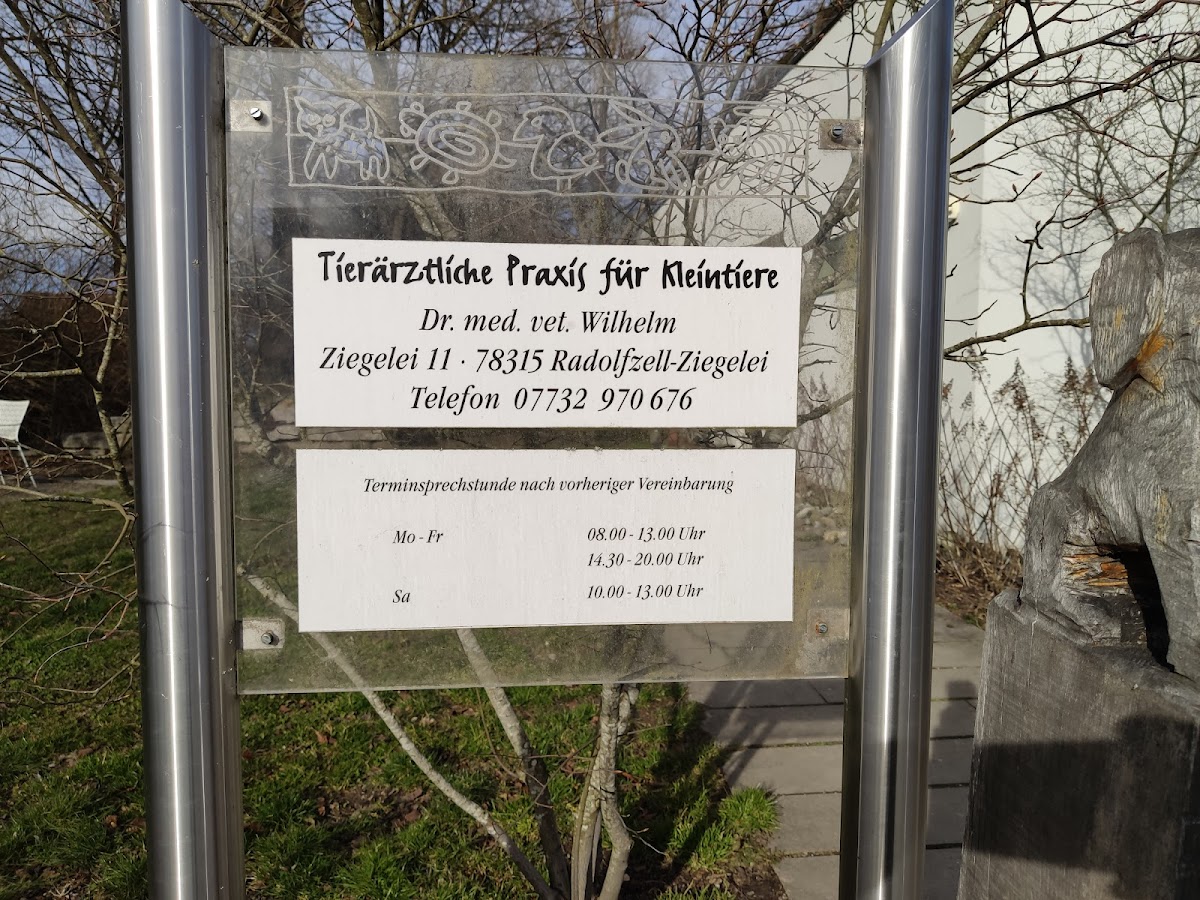 Tierärztliche Praxis für Kleintiere
Dr. med. vet. Wilhelm
Ziegelei 11 · 78315 Radolfzell-Ziegelei
Telefon 07732 970 676
Terminsprechstunde nach vorheriger Vereinbarung
Mo - Fr 08.00 - 13.00 Uhr
14.30 - 20.00 Uhr
Sa 10.00 - 13.00 Uhr